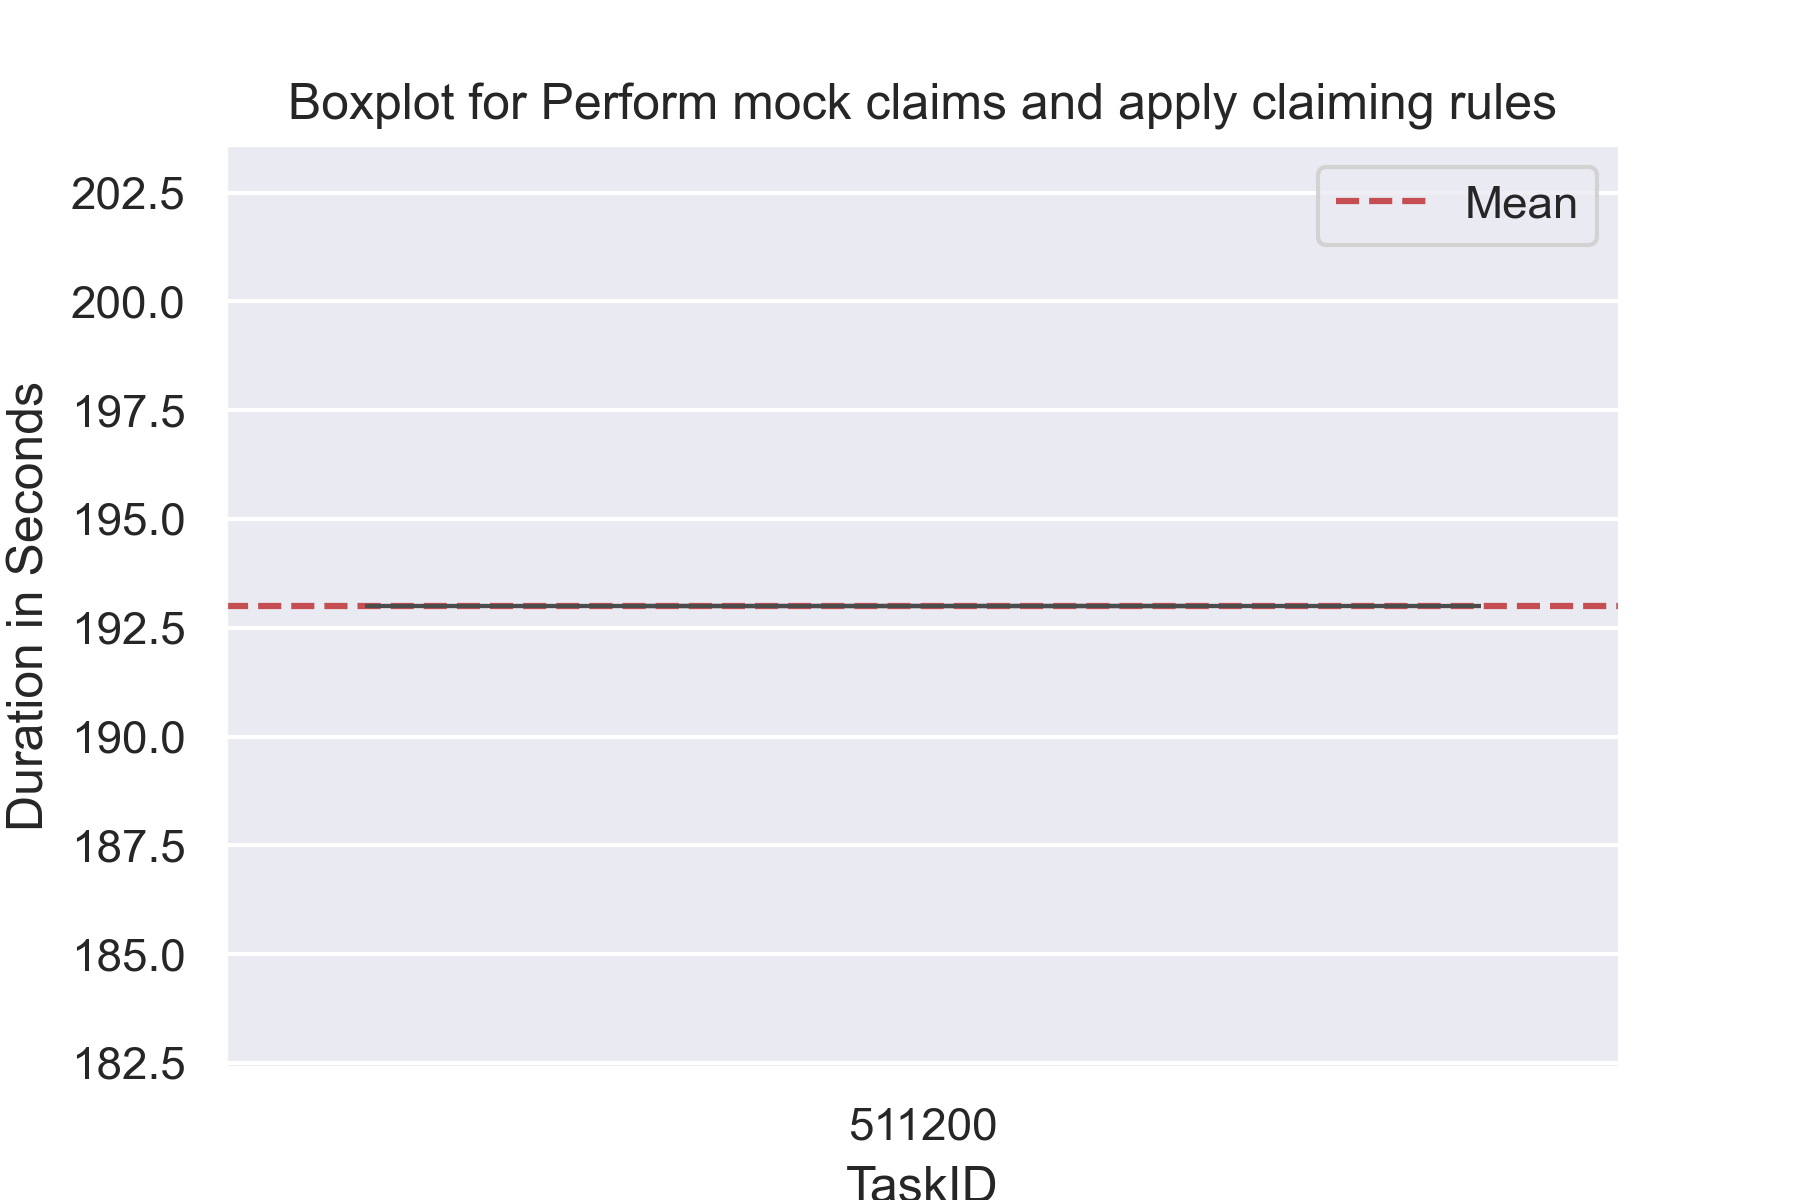 Boxplot for Perform mock claims and apply claiming rules
Mean
202.5
200.0
197.5
195.0
192.5
190.0
187.5
185.0
182.5
Duration in Seconds
511200
TaskID